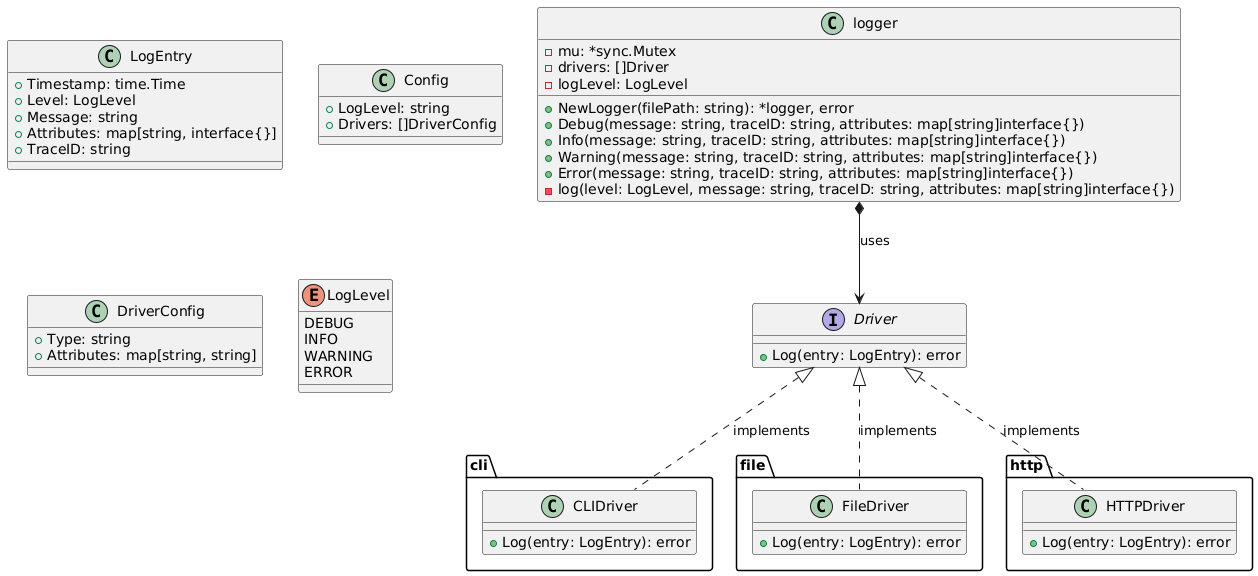 C LogEntry
Timestamp: time.Time
Level: LogLevel
Message: string
Attributes: map[string, interface{}]
TraceID: string
C Config
LogLevel: string
Drivers: []DriverConfig
C logger
mu: *sync.Mutex
drivers: []Driver
logLevel: LogLevel
NewLogger(filePath: string): *logger, error
Debug(message: string, traceID: string, attributes: map[string]interface{})
Info(message: string, traceID: string, attributes: map[string]interface{})
Warning(message: string, traceID: string, attributes: map[string]interface{})
Error(message: string, traceID: string, attributes: map[string]interface{})
log(level: LogLevel, message: string, traceID: string, attributes: map[string]interface{})
uses
C DriverConfig
Type: string
Attributes: map[string, string]
E LogLevel
DEBUG
INFO
WARNING
ERROR
I Driver
Log(entry: LogEntry): error
implements
implements
implements
cli
C CLIDriver
Log(entry: LogEntry): error
file
C FileDriver
Log(entry: LogEntry): error
http
C HTTPDriver
Log(entry: LogEntry): error